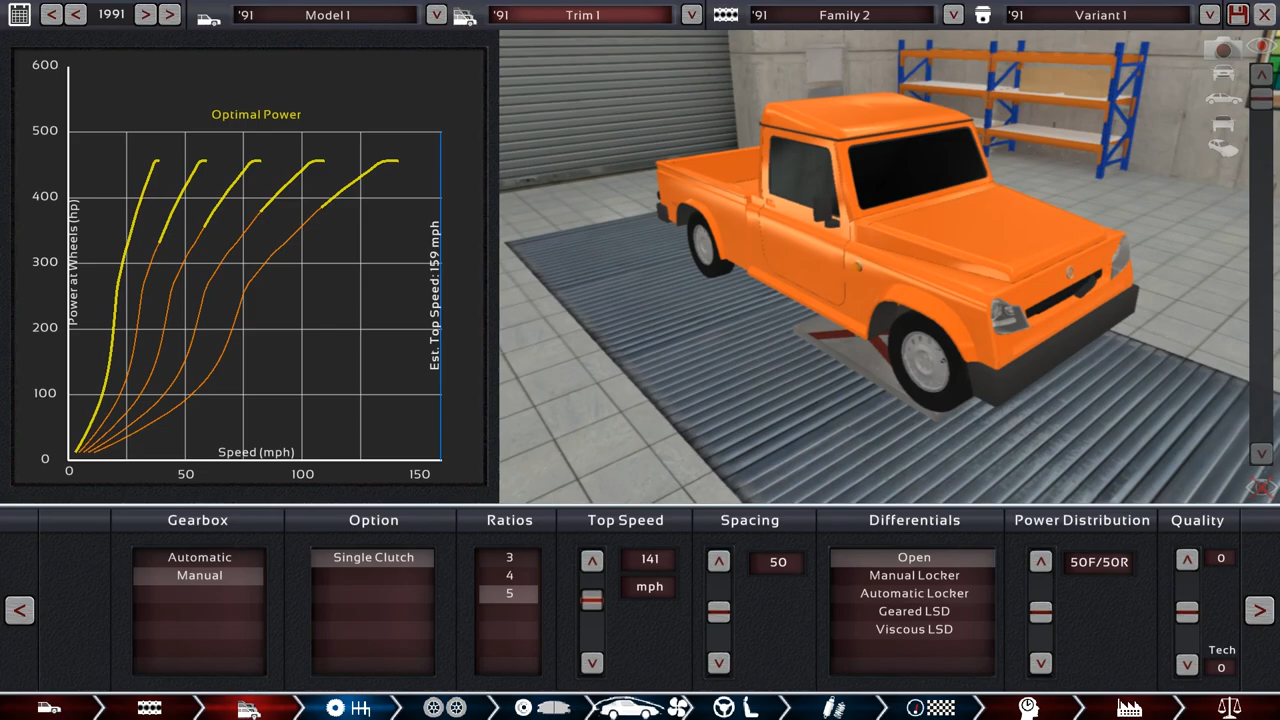 1991
'91 Model 1
'91 Trim 1
'91 Family 2
'91 Variant 1
Optimal Power
600
500
400
300
200
100
0
Power at Wheels (hp)
Est. Top Speed: 159 mph
Speed (mph)
0 50 100 150
Gearbox
Automatic
Manual
Option
Single Clutch
Ratios
3
4
5
Top Speed
141
mph
Spacing
50
Differentials
Open
Manual Locker
Automatic Locker
Geared LSD
Viscous LSD
Power Distribution
50F/50R
Quality
0
Tech
0